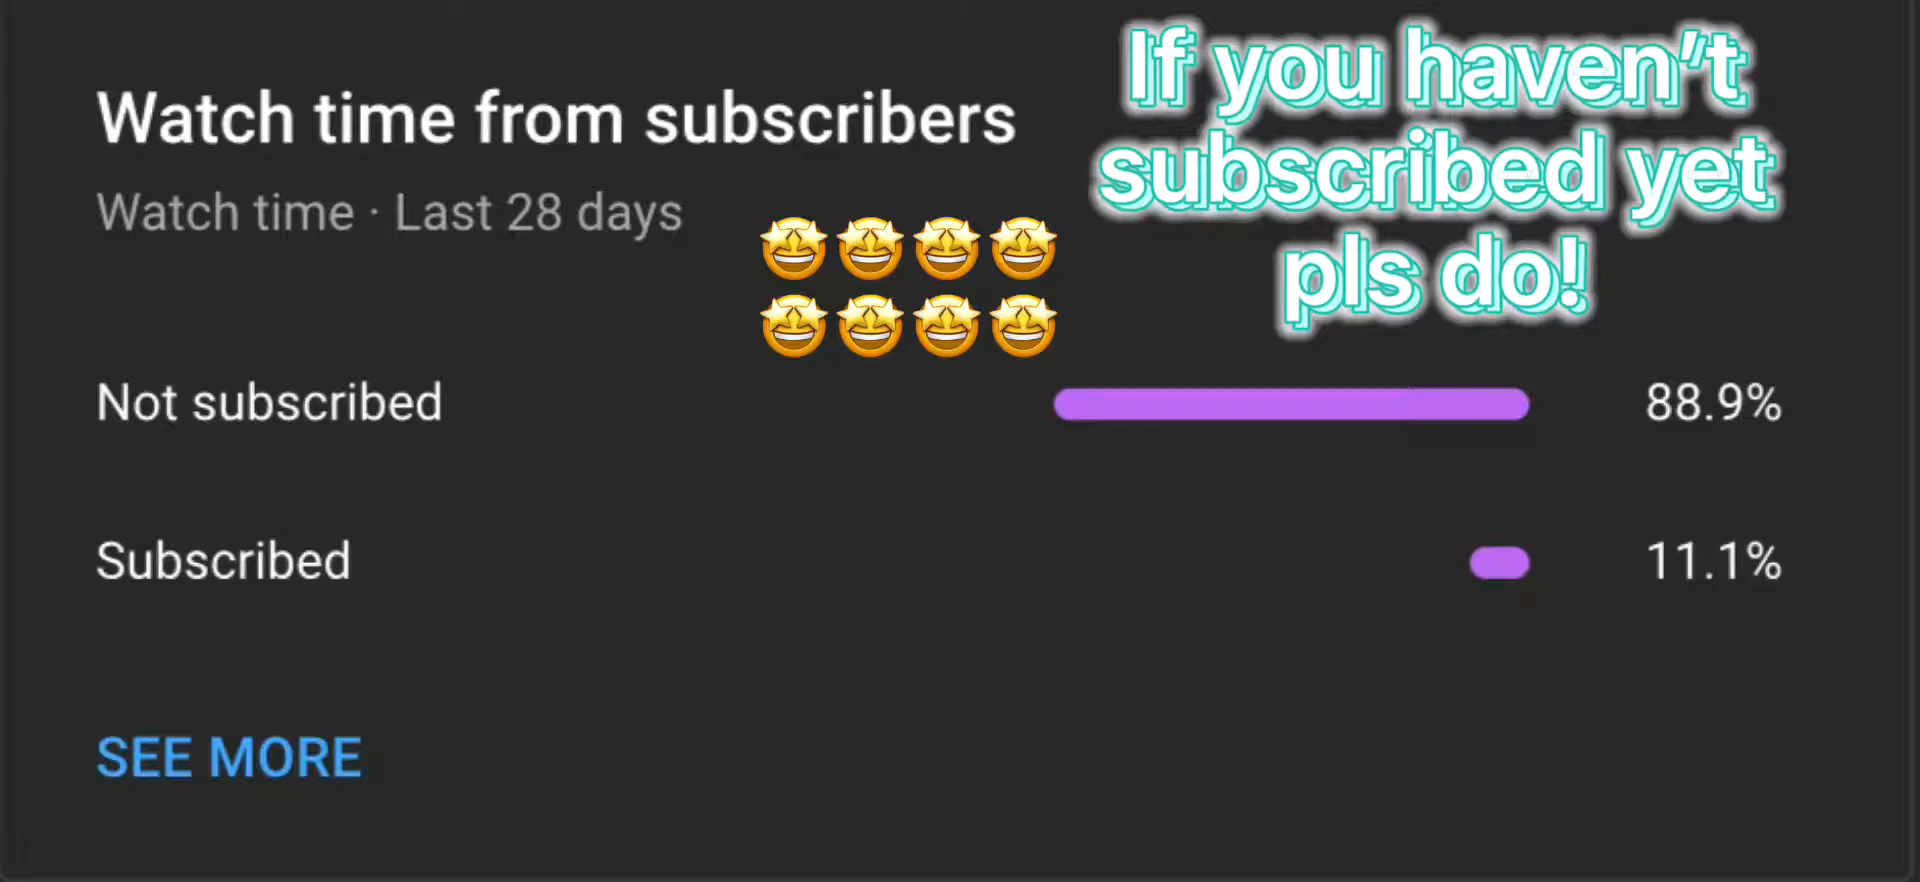 If you haven't
subscribed yet
pls do!
Watch time from subscribers
Watch time · Last 28 days
🤩🤩🤩🤩
🤩🤩🤩🤩
Not subscribed 88.9%
Subscribed 11.1%
SEE MORE